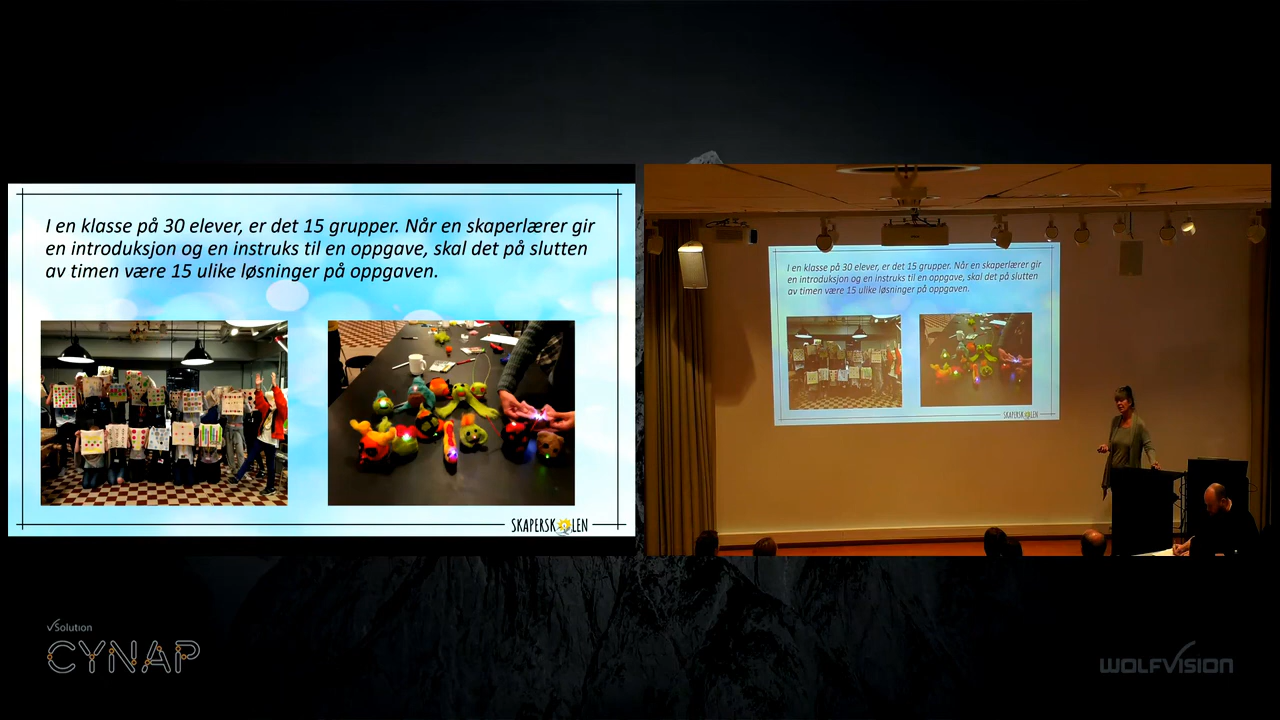 I en klasse på 30 elever, er det 15 grupper. Når en skaperlærer gir
en introduksjon og en instruks til en oppgave, skal det på slutten
av timen være 15 ulike løsninger på oppgaven.
SKAPERSKOLEN
I en klasse på 30 elever, er det 15 grupper. Når en skaperlærer gir
en introduksjon og en instruks til en oppgave, skal det på slutten
av timen være 15 ulike løsninger på oppgaven.
SKAPERSKOLEN
vSolution
CYNAP
WOLFVISION